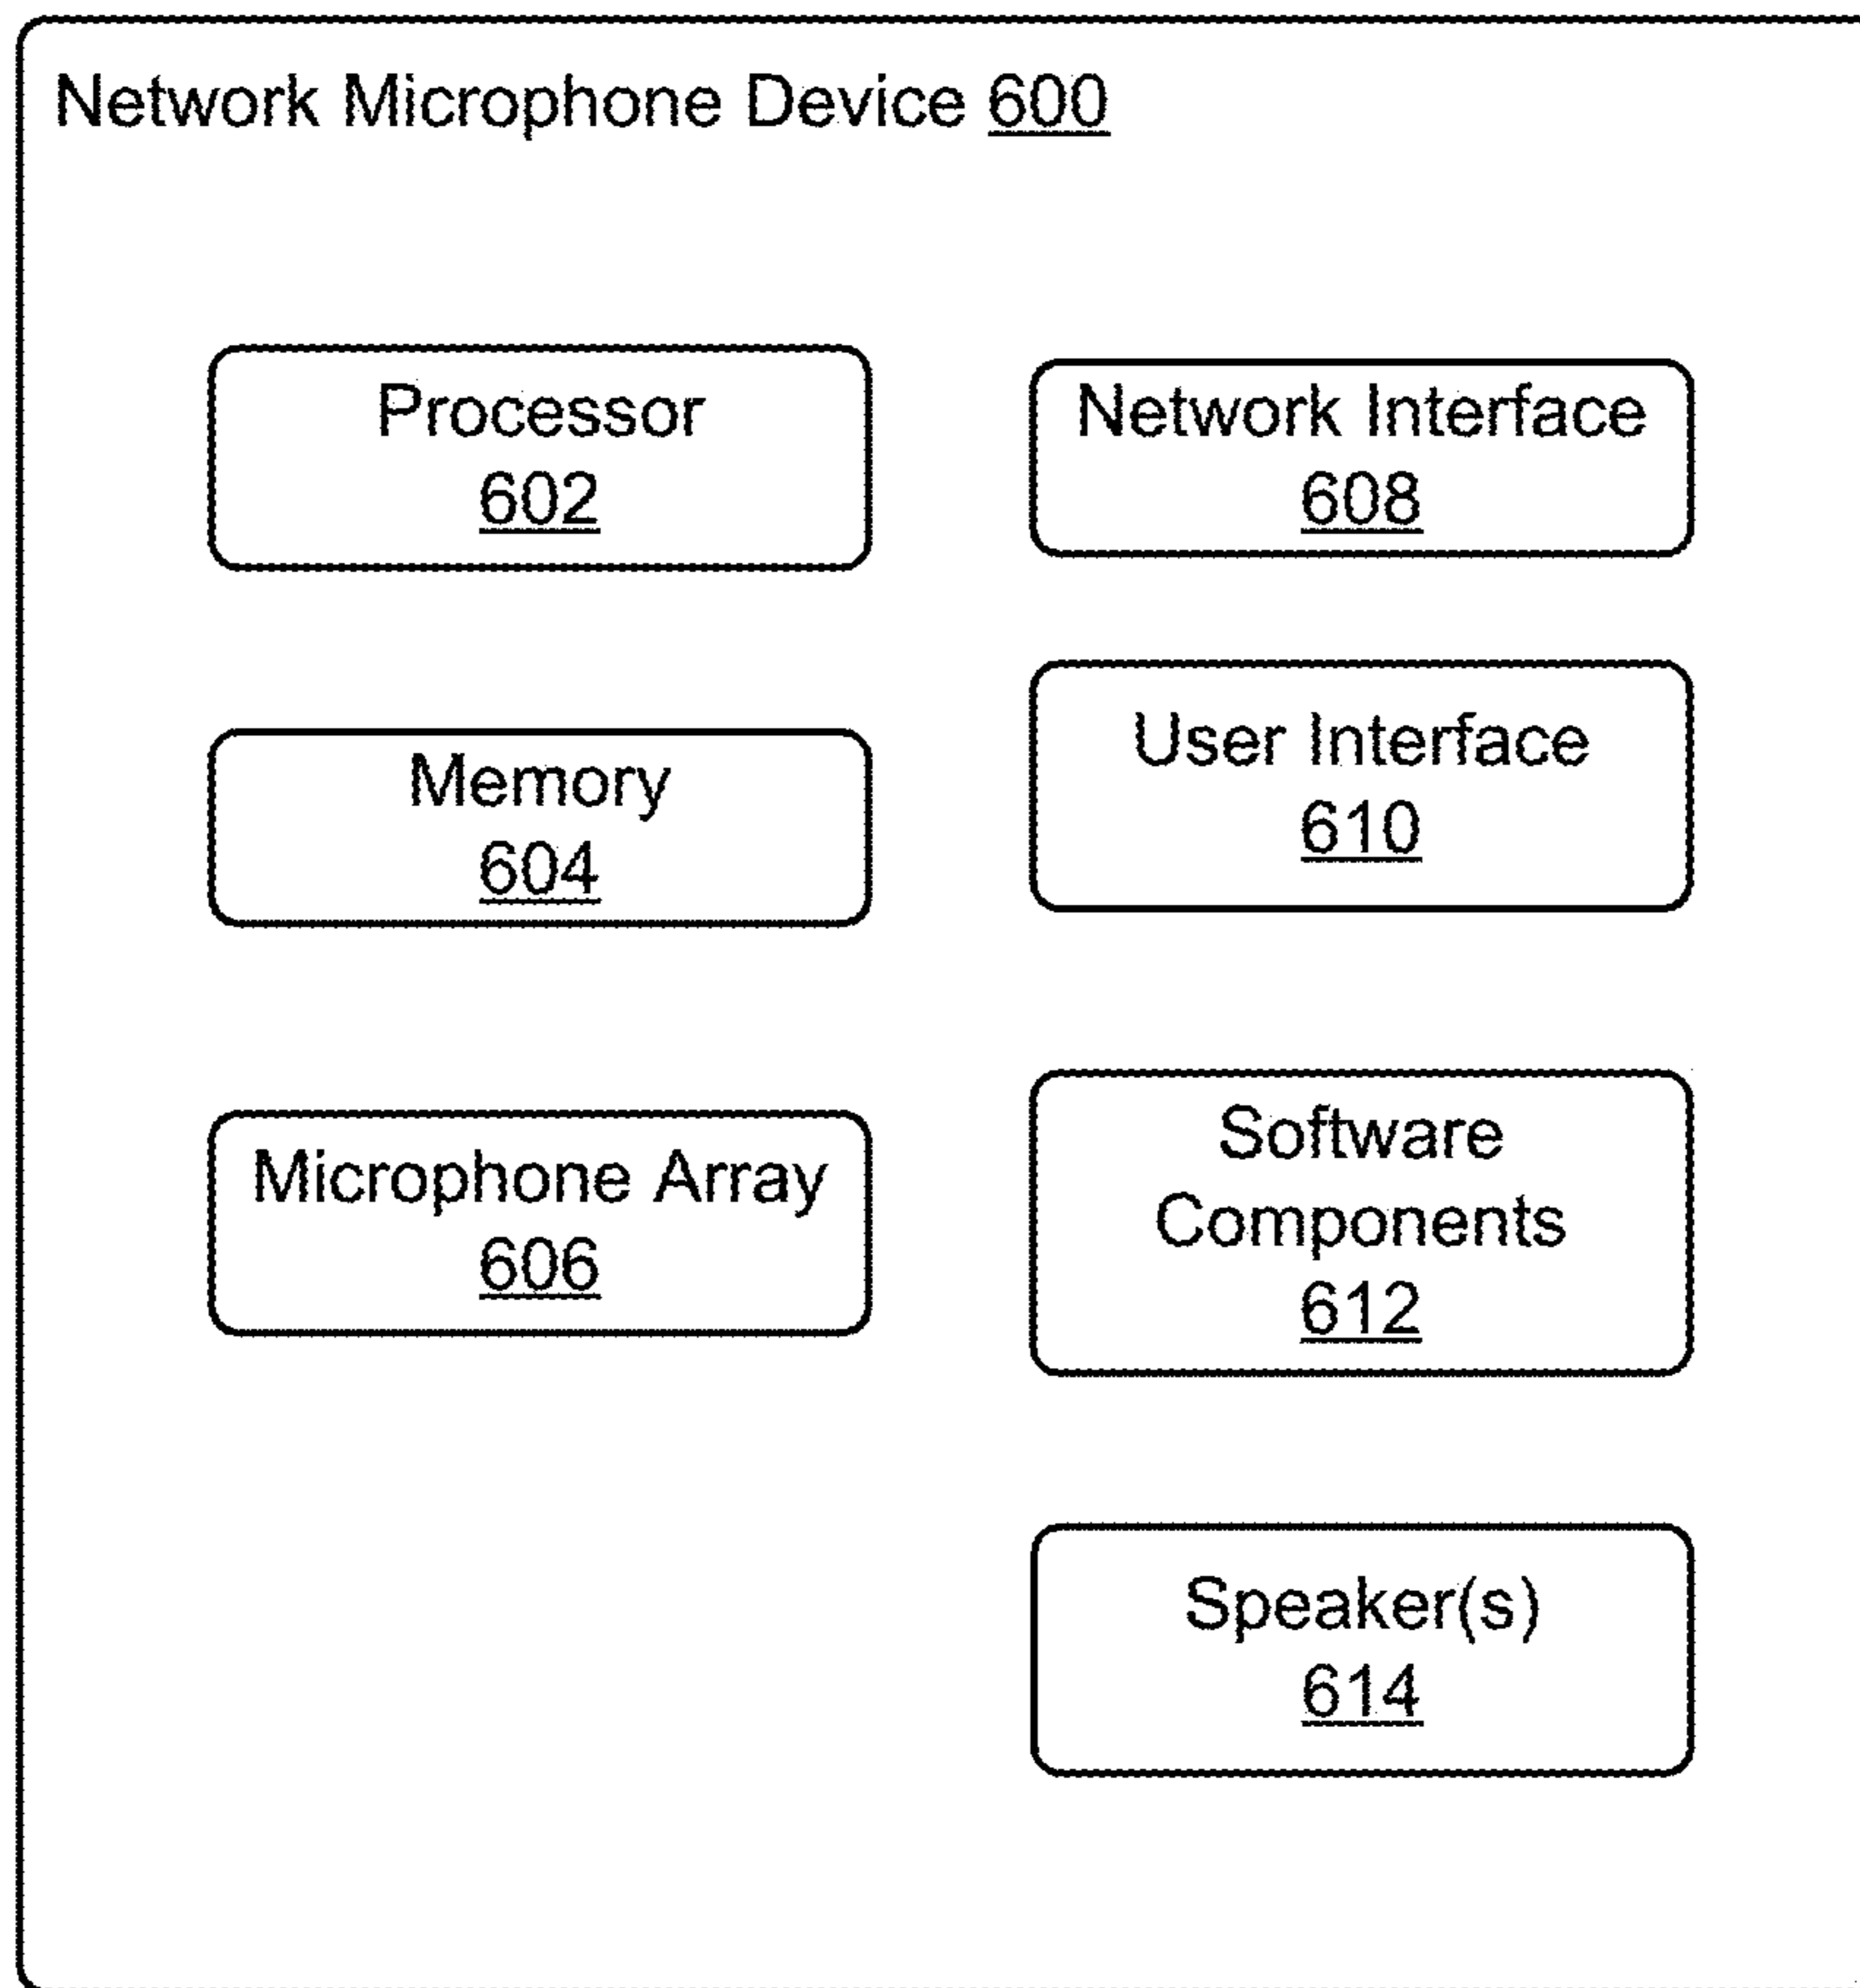 Network Microphone Device 600
Processor
602
Memory
604
Microphone Array
606
Network Interface
608
User Interface
610
Software
Components
612
Speaker(s)
614